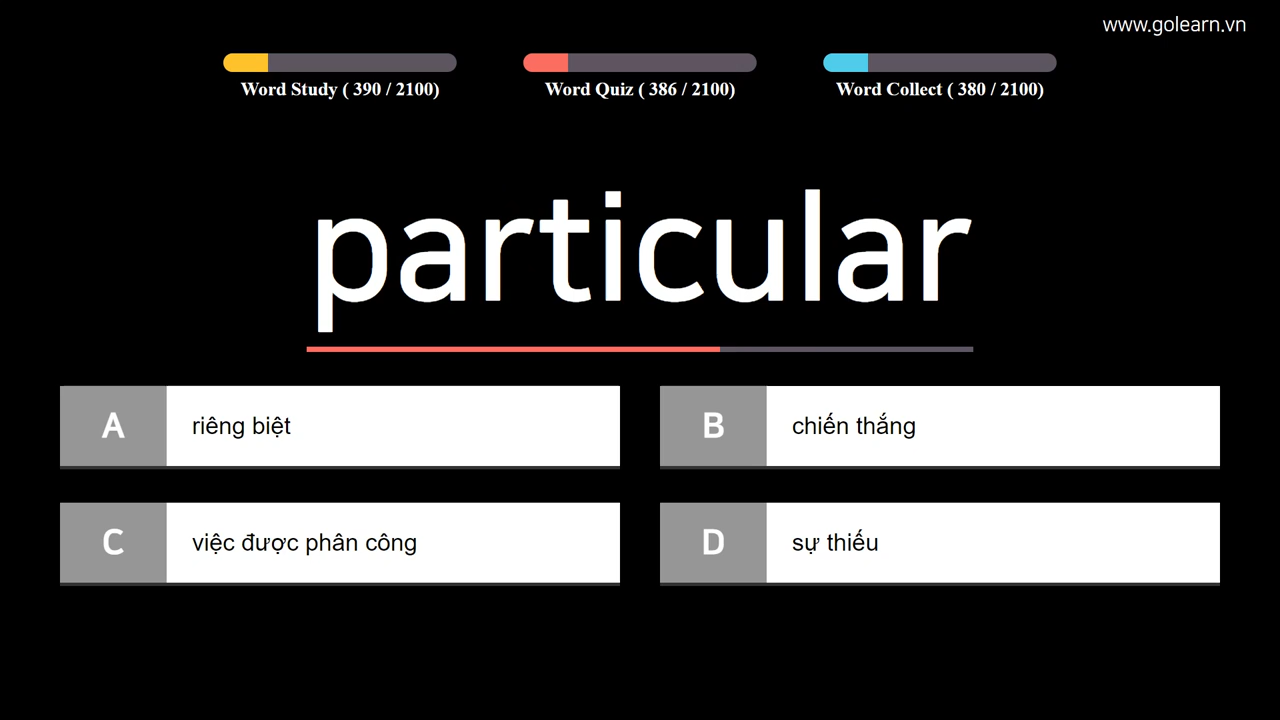 www.golearn.vn
Word Study ( 390 / 2100)
Word Quiz ( 386 / 2100)
Word Collect ( 380 / 2100)
particular
A riêng biệt
B chiến thắng
C việc được phân công
D sự thiếu